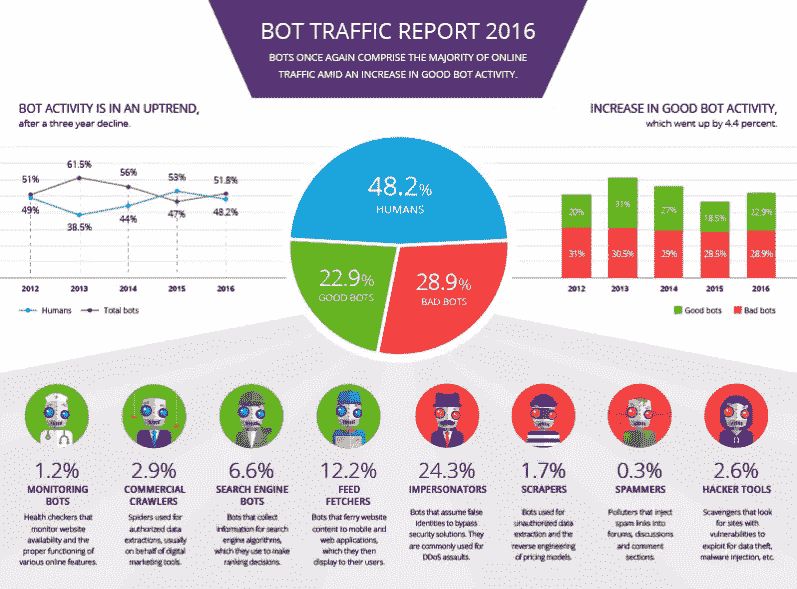 BOT TRAFFIC REPORT 2016
BOTS ONCE AGAIN COMPRISE THE MAJORITY OF ONLINE
TRAFFIC AMID AN INCREASE IN GOOD BOT ACTIVITY.
BOT ACTIVITY IS IN AN UPTREND,
after a three year decline.
51%
61.5%
56%
53%
51.8%
49%
38.5%
44%
47%
48.2%
2012
2013
2014
2015
2016
Humans
Total bots
48.2%
HUMANS
22.9%
GOOD BOTS
28.9%
BAD BOTS
INCREASE IN GOOD BOT ACTIVITY,
which went up by 4.4 percent.
20%
31%
27%
18.5%
22.9%
31%
30.5%
29%
28.5%
28.9%
2012
2013
2014
2015
2016
Good bots
Bad bots
1.2%
MONITORING
BOTS
Health checkers that
monitor website
availability and the
proper functioning of
various online features.
2.9%
COMMERCIAL
CRAWLERS
Spiders used for
authorized data
extractions, usually
on behalf of digital
marketing tools.
6.6%
SEARCH ENGINE
BOTS
Bots that collect
information for search
engine algorithms,
which they use to make
ranking decisions.
12.2%
FEED
FETCHERS
Bots that ferry website
content to mobile and
web applications,
which they then
display to their users.
24.3%
IMPERSONATORS
Bots that assume false
identities to bypass
security solutions. They
are commonly used for
DDoS assaults.
1.7%
SCRAPERS
Bots used for
unauthorized data
extraction and the
reverse engineering
of pricing models.
0.3%
SPAMMERS
Polluters that inject
spam links into
forums, discussions
and comment
sections.
2.6%
HACKER TOOLS
Scavengers that look
for sites with
vulnerabilities to
exploit for data theft,
malware injection, etc.